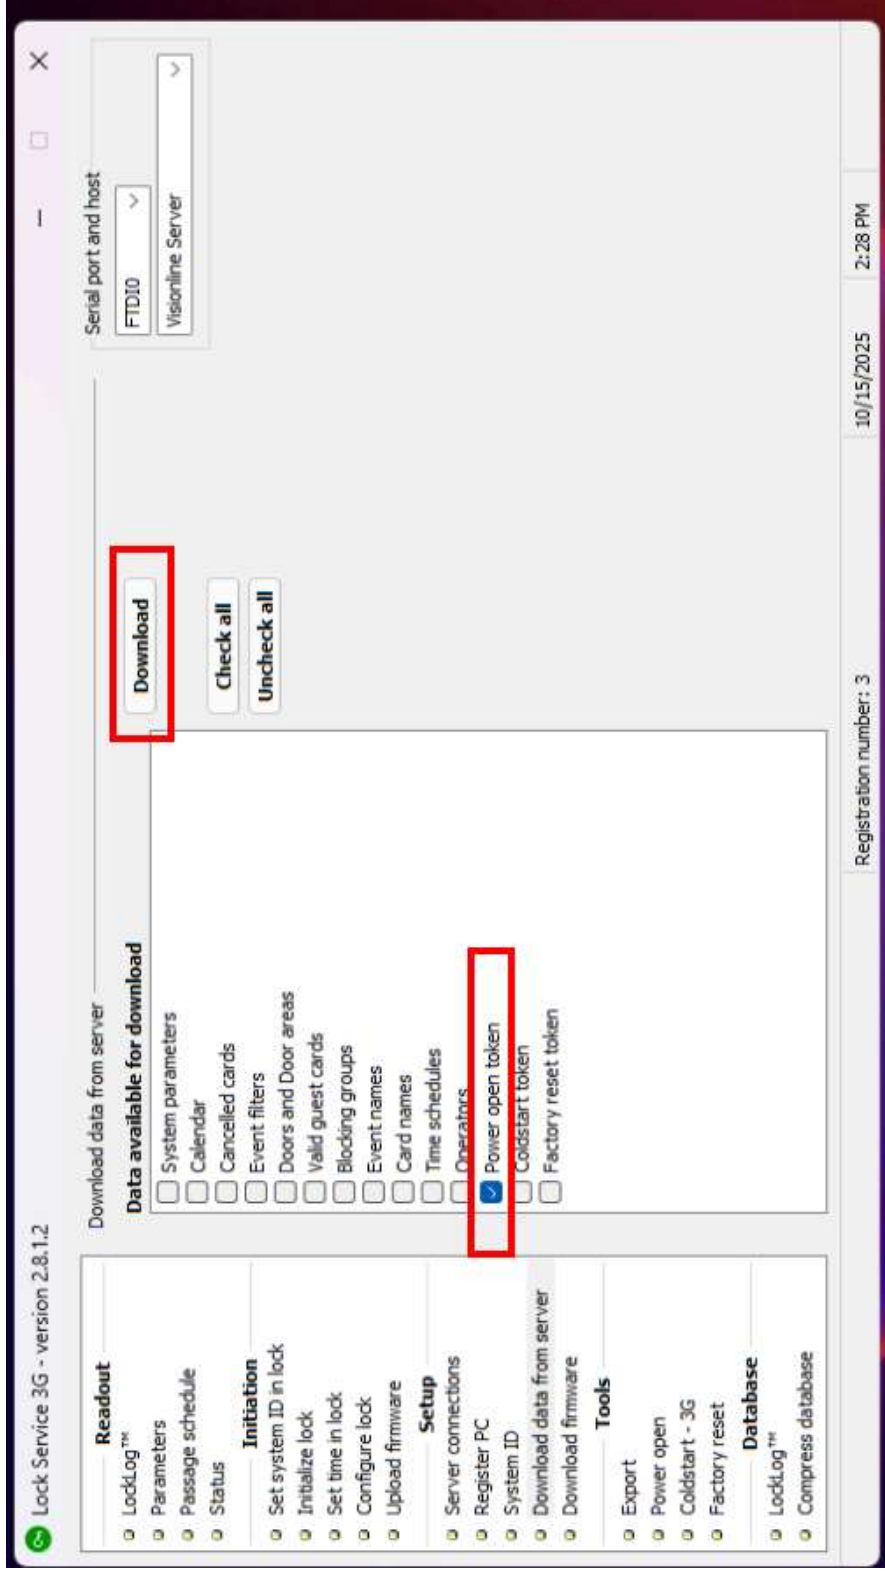 Lock Service 3G - version 2.8.1.2
Readout
LockLog™
Parameters
Passage schedule
Status
Initiation
Set system ID in lock
Initialize lock
Set time in lock
Configure lock
Upload firmware
Setup
Server connections
Register PC
System ID
Download data from server
Download firmware
Tools
Export
Power open
Coldstart - 3G
Factory reset
Database
LockLog™
Compress database
Download data from server
Data available for download
System parameters
Calendar
Cancelled cards
Event filters
Doors and Door areas
Valid guest cards
Blocking groups
Event names
Card names
Time schedules
Operators
Power open token
Coldstart token
Factory reset token
Download
Check all
Uncheck all
Serial port and host
FTDI0
Visionline Server
Registration number: 3
10/15/2025
2:28 PM